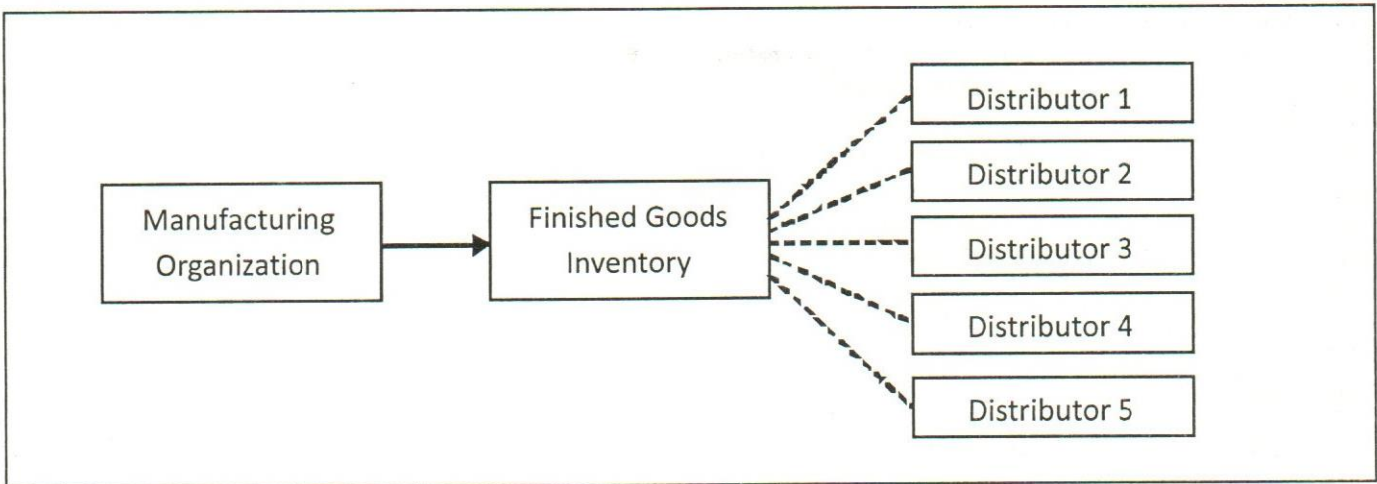 Manufacturing
Organization
Finished Goods
Inventory
Distributor 1
Distributor 2
Distributor 3
Distributor 4
Distributor 5